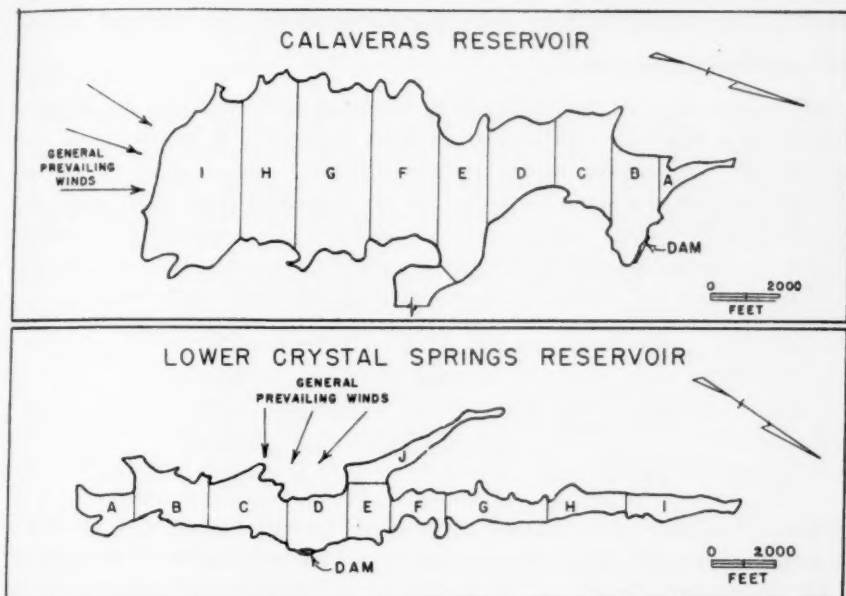 CALAVERAS RESERVOIR
GENERAL
PREVAILING
WINDS
I H G F E D C B A
DAM
0 2000
FEET
LOWER CRYSTAL SPRINGS RESERVOIR
GENERAL
PREVAILING WINDS
J
A B C D E F G H I
DAM
0 2000
FEET